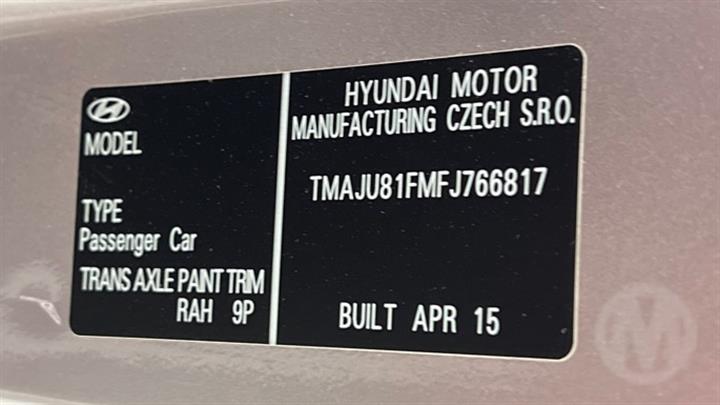 MODEL
TYPE
Passenger Car
TRANS AXLE PAINT TRIM
RAH 9P
HYUNDAI MOTOR
MANUFACTURING CZECH S.R.O.
TMAJU81FMFJ766817
BUILT APR 15
M